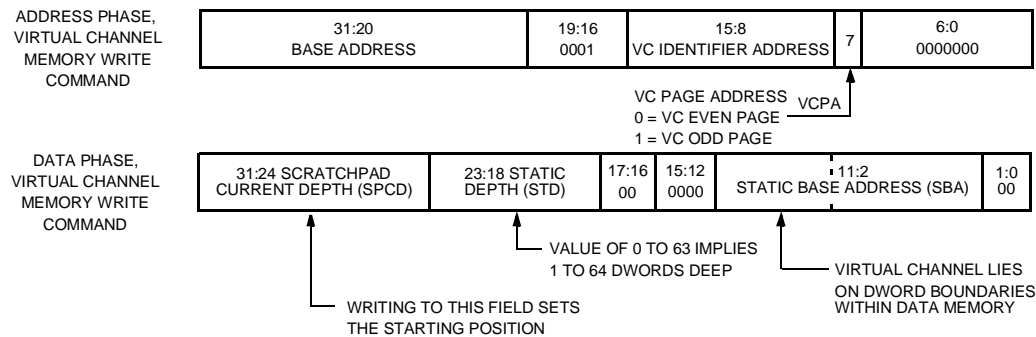 ADDRESS PHASE,
VIRTUAL CHANNEL
MEMORY WRITE
COMMAND
31:20
BASE ADDRESS
19:16
0001
15:8
VC IDENTIFIER ADDRESS
7
6:0
0000000
VC PAGE ADDRESS
0 = VC EVEN PAGE
1 = VC ODD PAGE
VCPA
DATA PHASE,
VIRTUAL CHANNEL
MEMORY WRITE
COMMAND
31:24 SCRATCHPAD
CURRENT DEPTH (SPCD)
23:18 STATIC
DEPTH (STD)
17:16
00
15:12
0000
11:2
STATIC BASE ADDRESS (SBA)
1:0
00
VALUE OF 0 TO 63 IMPLIES
1 TO 64 DWORDS DEEP
VIRTUAL CHANNEL LIES
ON DWORD BOUNDARIES
WITHIN DATA MEMORY
WRITING TO THIS FIELD SETS
THE STARTING POSITION